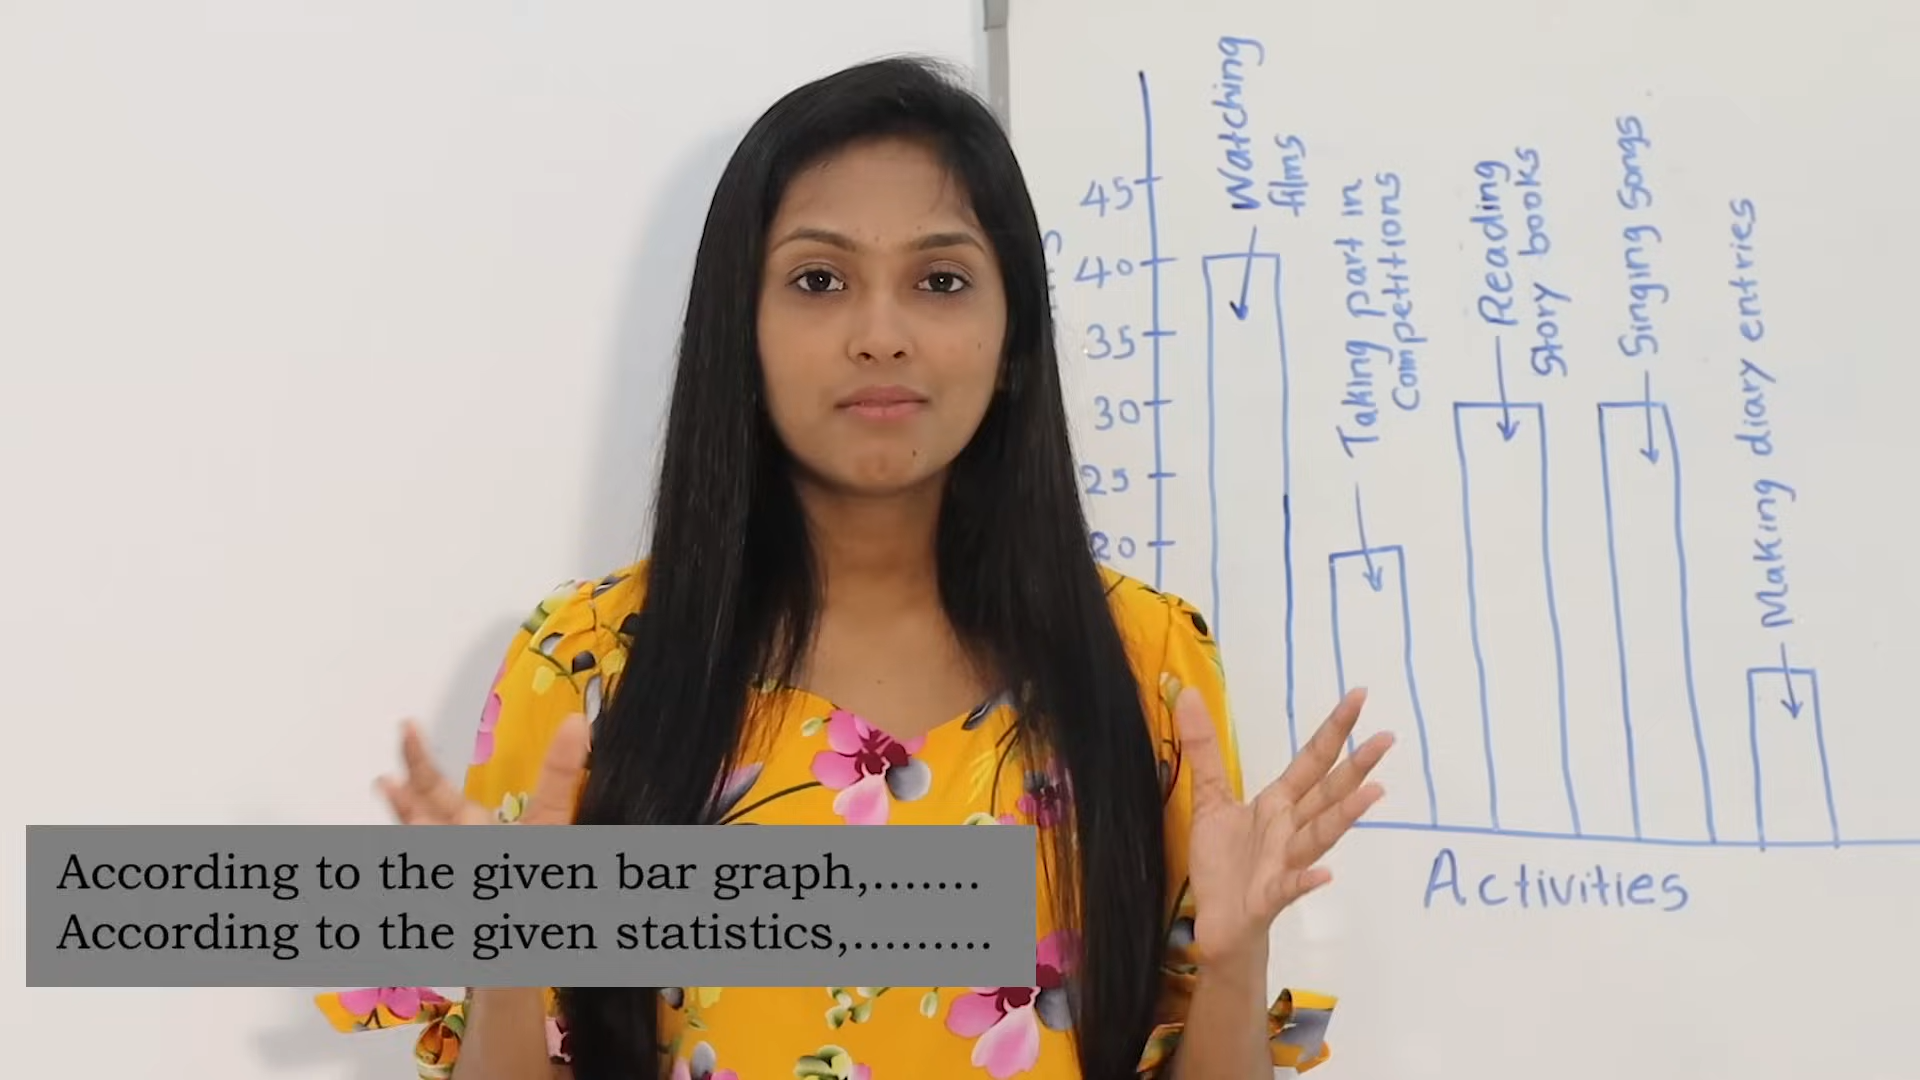 45
40
35
30
25
20
Watching
films
Taking part in
Competitions
Reading
Story books
Singing Songs
Making diary entries
Activities
According to the given bar graph,.......
According to the given statistics,.........